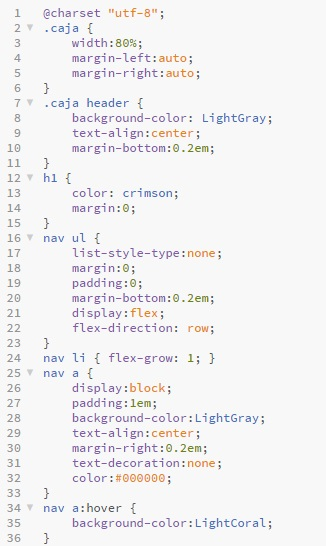 1 @charset "utf-8";
2 .caja {
3 width:80%;
4 margin-left:auto;
5 margin-right:auto;
6 }
7 .caja header {
8 background-color: LightGray;
9 text-align:center;
10 margin-bottom:0.2em;
11 }
12 h1 {
13 color: crimson;
14 margin:0;
15 }
16 nav ul {
17 list-style-type:none;
18 margin:0;
19 padding:0;
20 margin-bottom:0.2em;
21 display:flex;
22 flex-direction: row;
23 }
24 nav li { flex-grow: 1; }
25 nav a {
26 display:block;
27 padding:1em;
28 background-color:LightGray;
29 text-align:center;
30 margin-right:0.2em;
31 text-decoration:none;
32 color:#000000;
33 }
34 nav a:hover {
35 background-color:LightCoral;
36 }